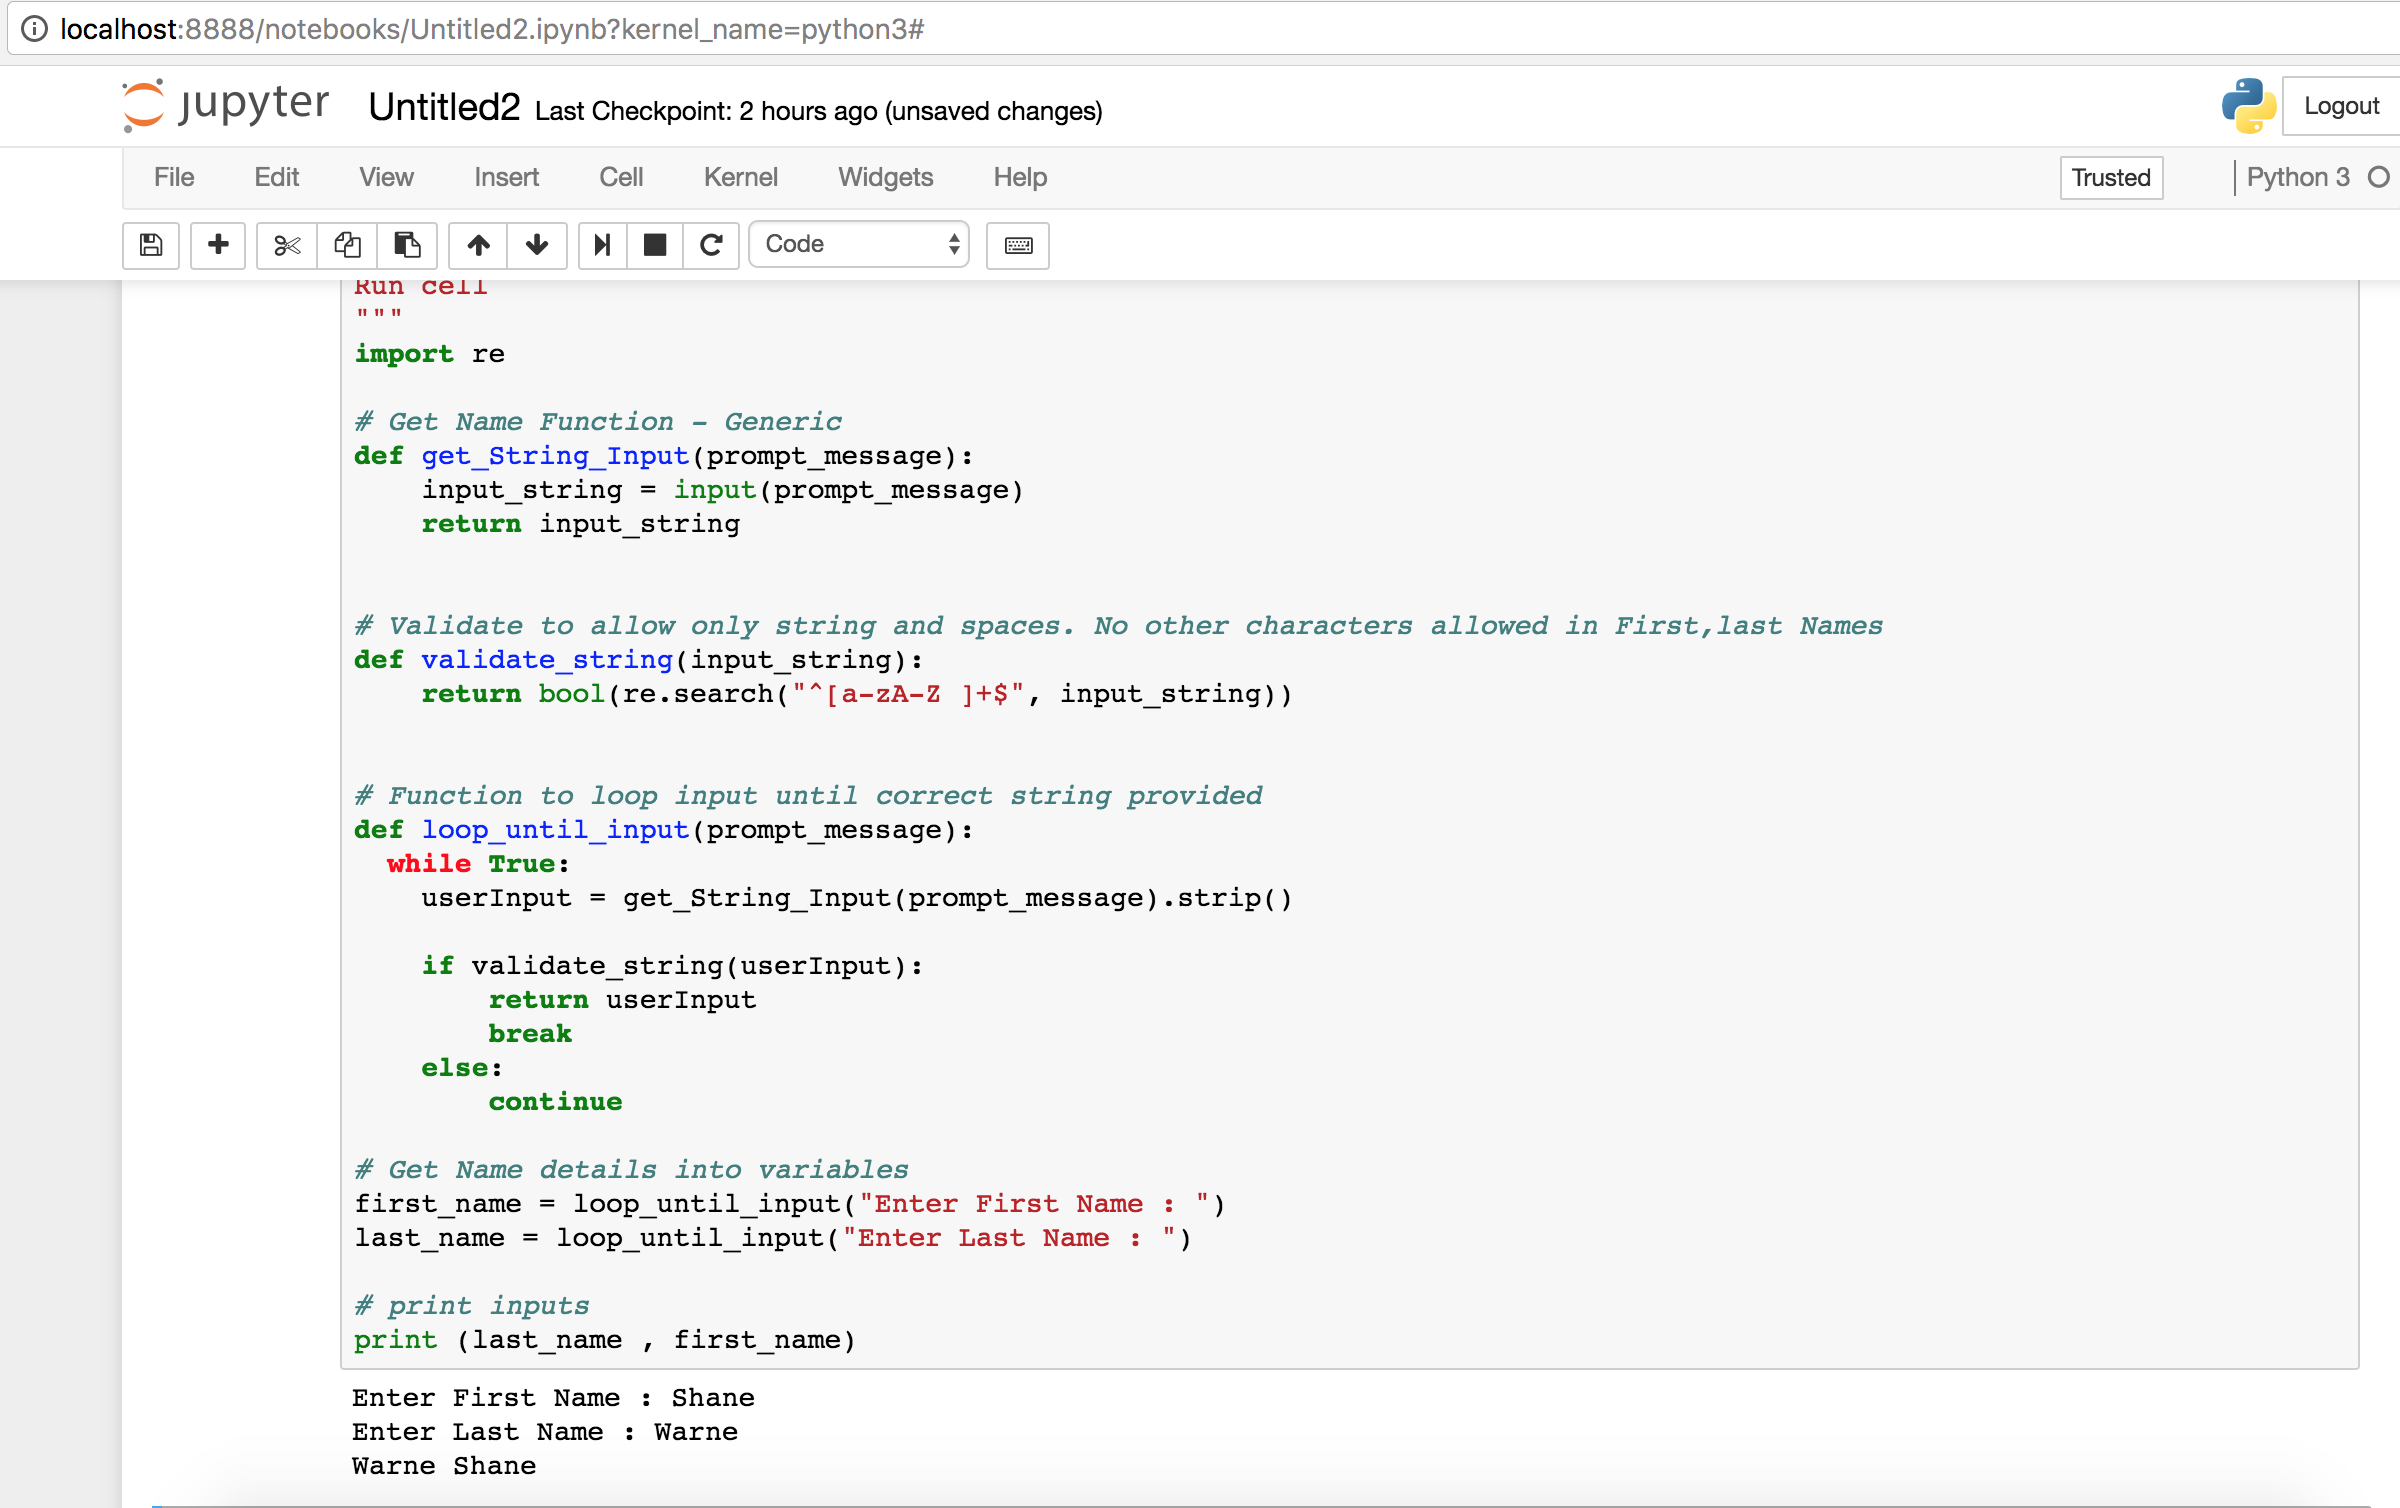 localhost:8888/notebooks/Untitled2.ipynb?kernel_name=python3#
jupyter Untitled2 Last Checkpoint: 2 hours ago (unsaved changes) Logout
File Edit View Insert Cell Kernel Widgets Help Trusted Python 3
Code
Run cell
"""
import re
# Get Name Function - Generic
def get_String_Input(prompt_message):
    input_string = input(prompt_message)
    return input_string
# Validate to allow only string and spaces. No other characters allowed in First,last Names
def validate_string(input_string):
    return bool(re.search("^[a-zA-Z ]+$", input_string))
# Function to loop input until correct string provided
def loop_until_input(prompt_message):
  while True:
    userInput = get_String_Input(prompt_message).strip()
    if validate_string(userInput):
        return userInput
        break
    else:
        continue
# Get Name details into variables
first_name = loop_until_input("Enter First Name : ")
last_name = loop_until_input("Enter Last Name : ")
# print inputs
print (last_name , first_name)
Enter First Name : Shane
Enter Last Name : Warne
Warne Shane